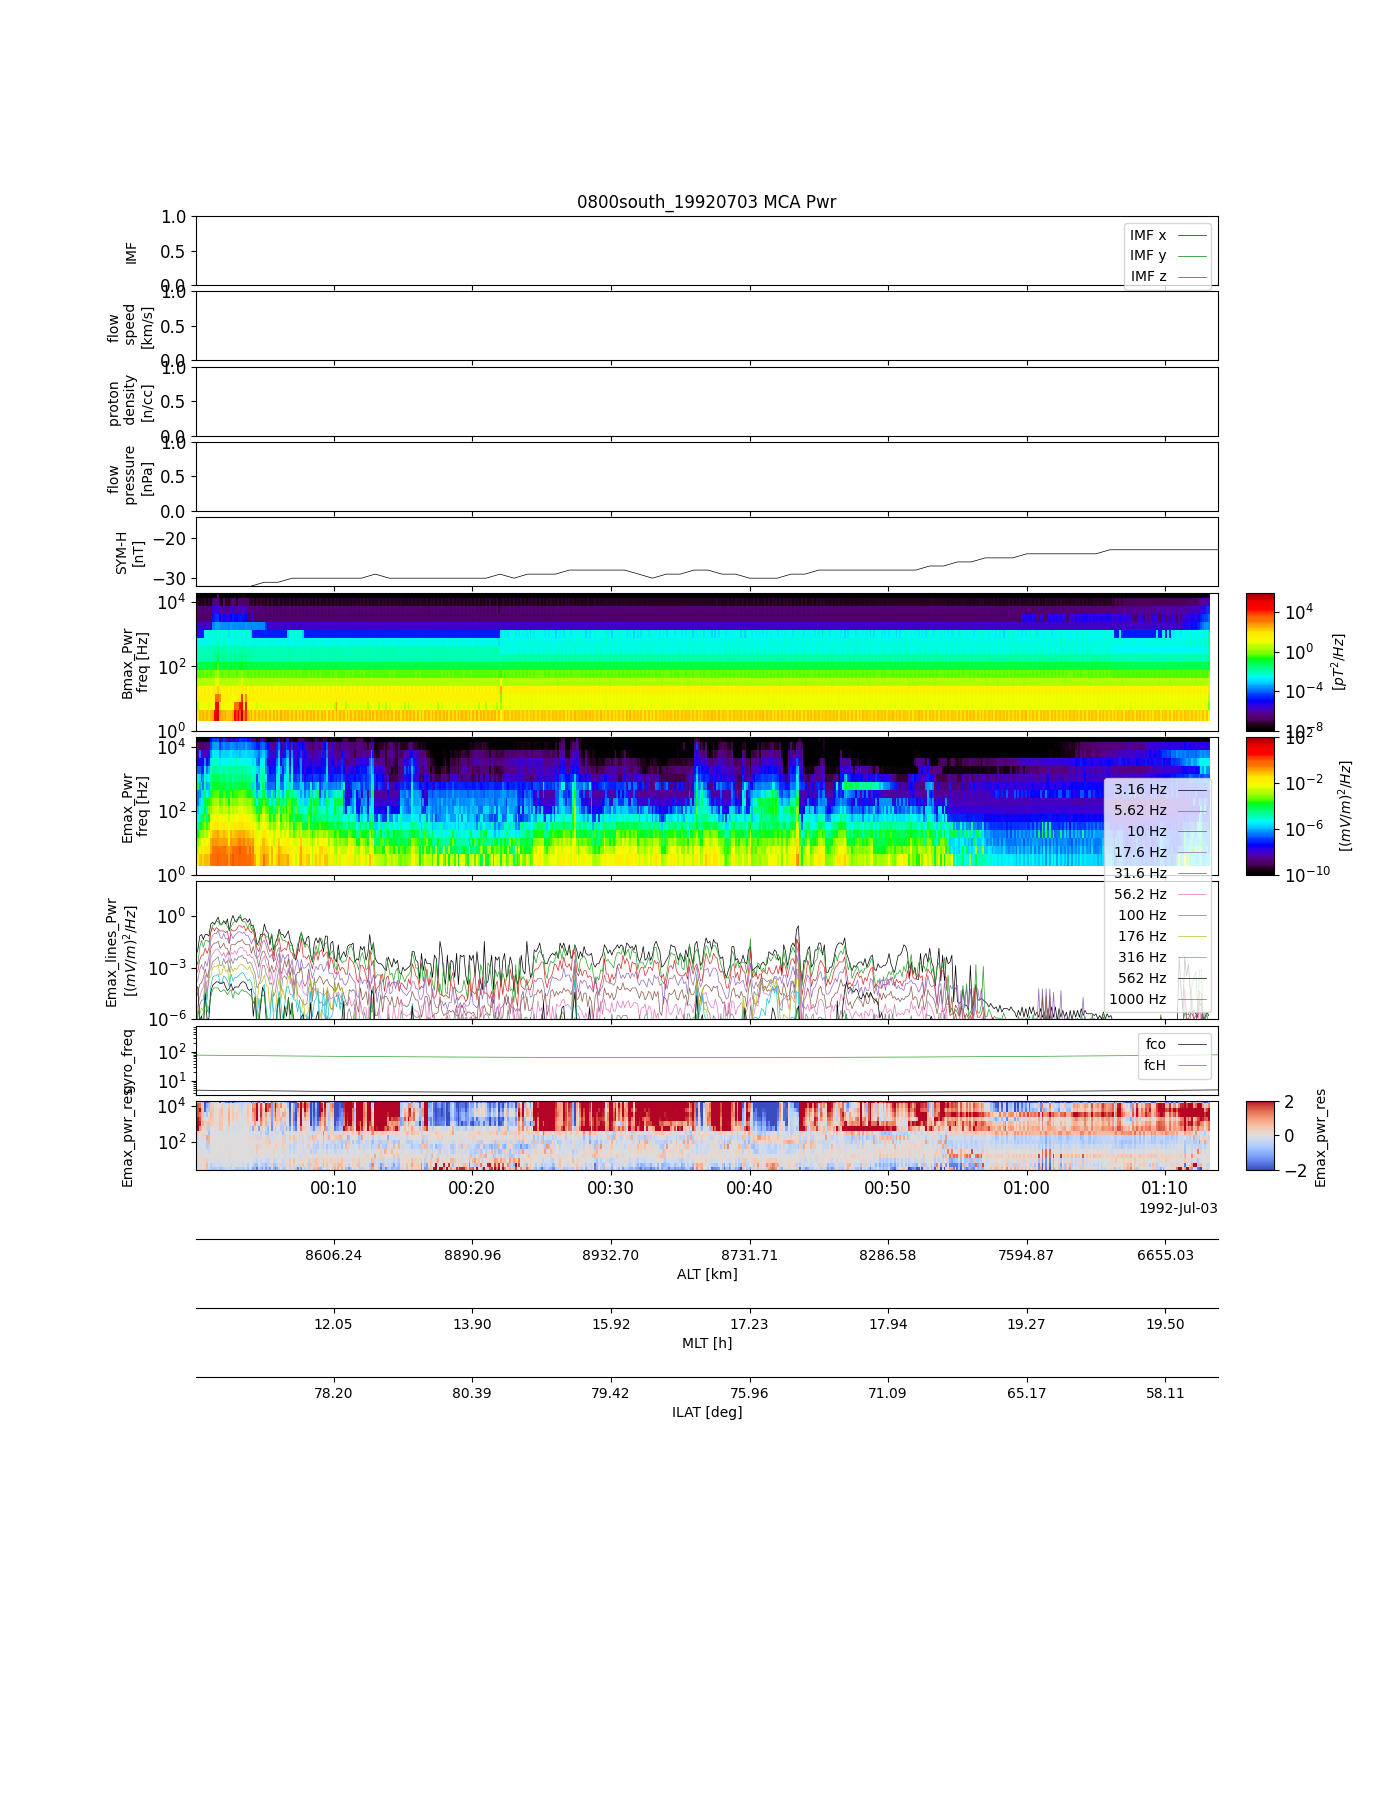 0800south_19920703 MCA Pwr
1.0
0.5
0.0
IMF
IMF x
IMF y
IMF z
1.0
0.5
0.0
flow
speed
[km/s]
1.0
0.5
0.0
proton
density
[n/cc]
1.0
0.5
0.0
flow
pressure
[nPa]
−20
−30
SYM-H
[nT]
10^4
10^2
10^0
Bmax_Pwr
freq [Hz]
10^4
10^0
10^-4
10^-8
[pT^2/Hz]
10^4
10^2
10^0
Emax_Pwr
freq [Hz]
10^2
10^-2
10^-6
10^-10
[(mV/m)^2/Hz]
3.16 Hz
5.62 Hz
10 Hz
17.6 Hz
31.6 Hz
56.2 Hz
100 Hz
176 Hz
316 Hz
562 Hz
1000 Hz
10^0
10^-3
10^-6
Emax_lines_Pwr
[(mV/m)^2/Hz]
10^2
10^1
gyro_freq
fco
fcH
10^4
10^2
Emax_pwr_res
2
0
−2
Emax_pwr_res
00:10 00:20 00:30 00:40 00:50 01:00 01:10
1992-Jul-03
8606.24 8890.96 8932.70 8731.71 8286.58 7594.87 6655.03
ALT [km]
12.05 13.90 15.92 17.23 17.94 19.27 19.50
MLT [h]
78.20 80.39 79.42 75.96 71.09 65.17 58.11
ILAT [deg]